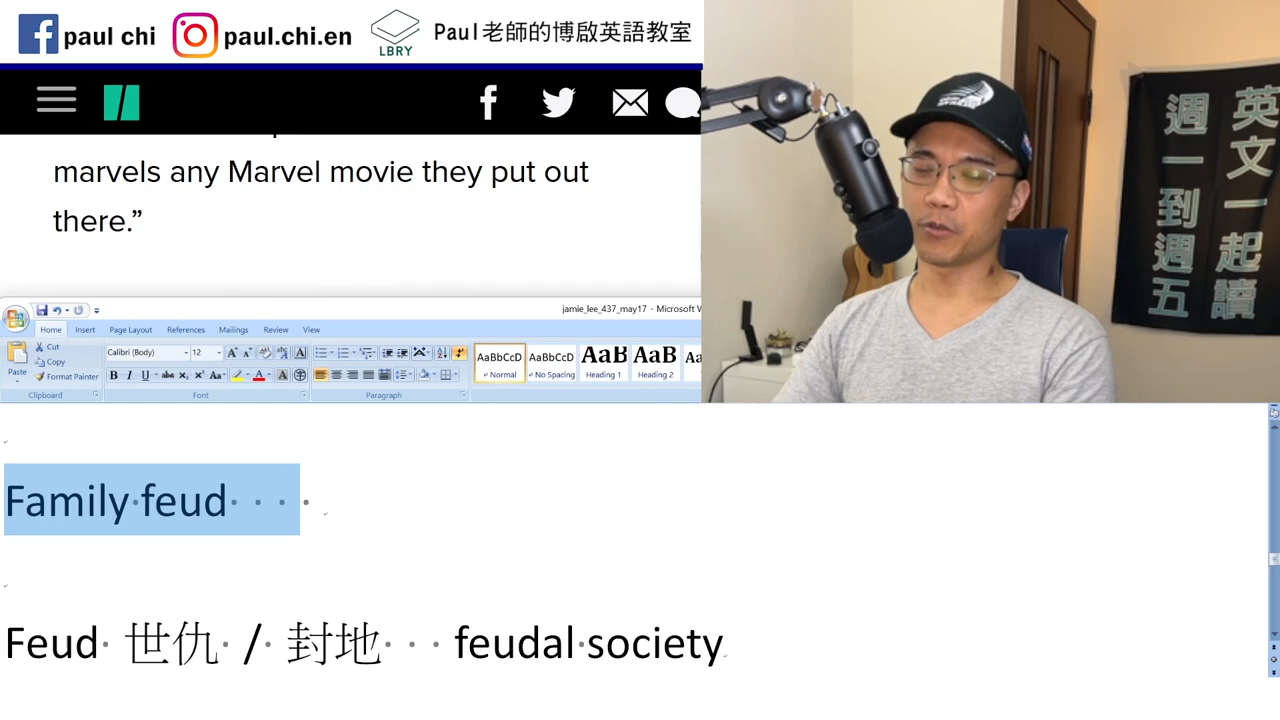 paul chi
paul.chi.en
LBRY
Paul老師的博啟英語教室
marvels any Marvel movie they put out
there.”
jamie_lee_437_may17 - Microsoft W
Home Insert Page Layout References Mailings Review View
Paste
Cut
Copy
Format Painter
Clipboard
Calibri (Body) 12
Font
Paragraph
AaBbCcD Normal
AaBbCcD No Spacing
AaBb Heading 1
AaB Heading 2
Family feud
Feud 世仇 / 封地 feudal society
英文一起讀
週一到週五